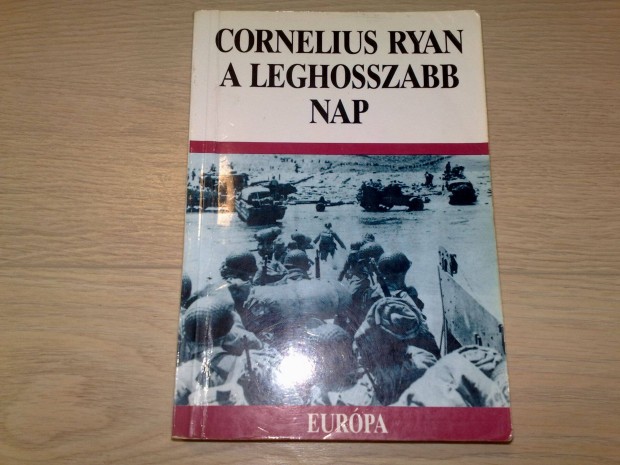 CORNELIUS RYAN
A LEGHOSSZABB
NAP
EURÓPA